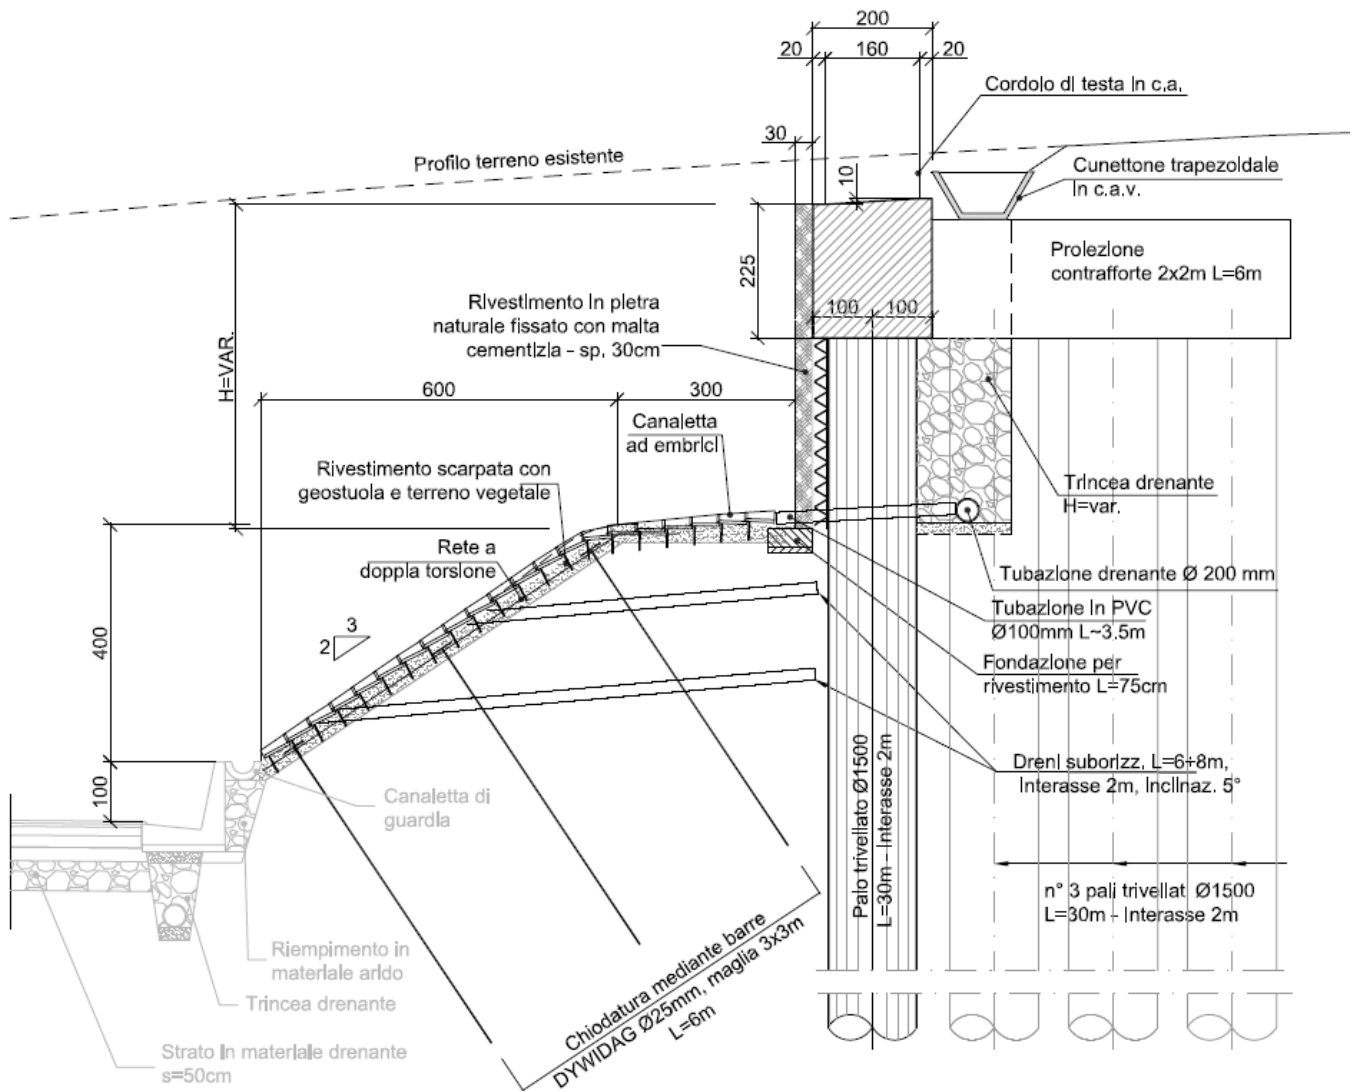 200
20
160
20
Cordolo di testa in c.a.
30
Profilo terreno esistente
Cunettone trapezoidale
in c.a.v.
10
Proiezione
contrafforte 2x2m L=6m
225
Rivestimento in pietra
naturale fissato con malta
cementizia - sp. 30cm
100
100
H=VAR.
600
300
Canaletta
ad embrici
Rivestimento scarpata con
geostuola e terreno vegetale
Trincea drenante
H=var.
Rete a
doppla torsione
Tubazione drenante Ø 200 mm
Tubazione in PVC
Ø100mm L~3.5m
3
2
400
Fondazione per
rivestimento L=75cm
Palo trivellato Ø1500
L=30m - Interasse 2m
Dreni suborizz. L=6÷8m,
Interasse 2m, Inclinaz. 5°
100
Canaletta di
guardia
n° 3 pali trivellat Ø1500
L=30m - Interasse 2m
Riempimento in
materiale arido
Trincea drenante
Chiodatura mediante barre
DYWIDAG Ø25mm, maglia 3x3m
L=6m
Strato in materiale drenante
s=50cm